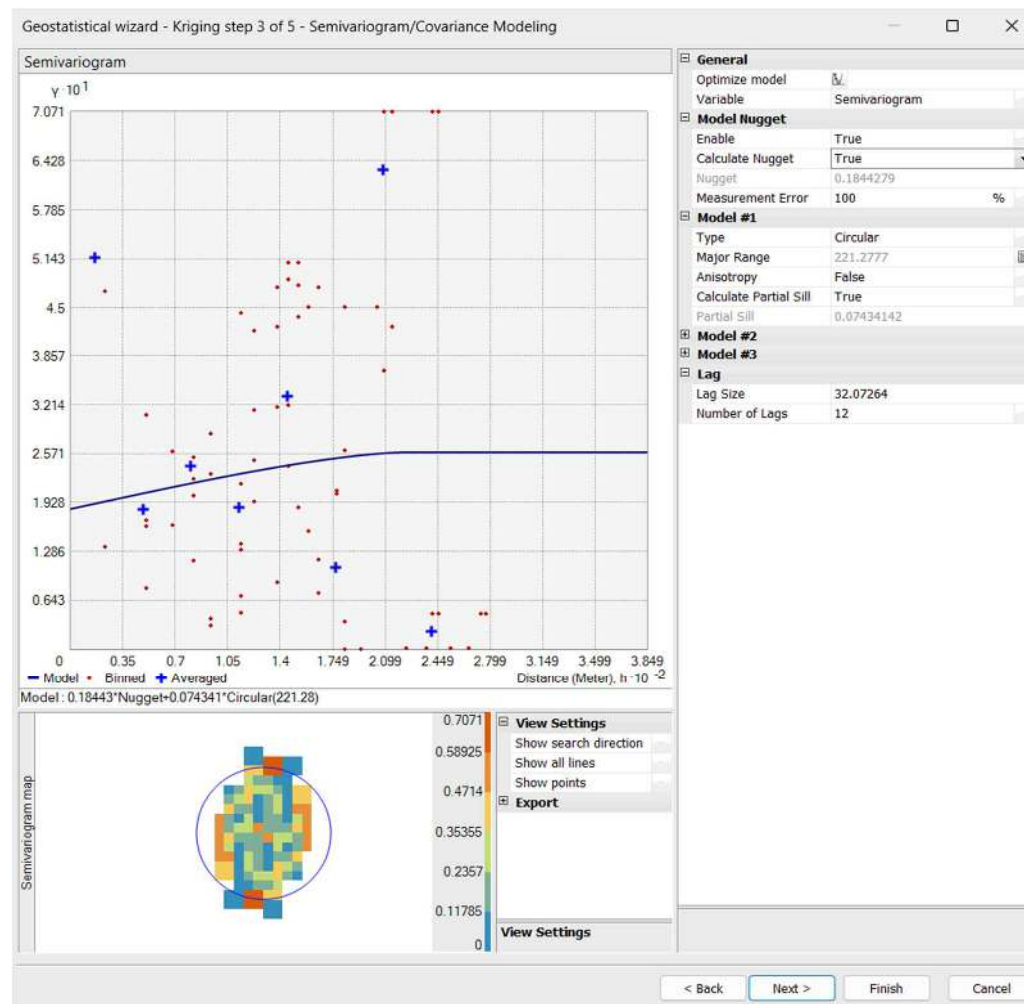 Geostatistical wizard - Kriging step 3 of 5 - Semivariogram/Covariance Modeling
Semivariogram
γ ·10 1
7.071
6.428
5.785
5.143
4.5
3.857
3.214
2.571
1.928
1.286
0.643
0 0.35 0.7 1.05 1.4 1.749 2.099 2.449 2.799 3.149 3.499 3.849
Model Binned Averaged Distance (Meter), h ·10 -2
Model : 0.18443*Nugget+0.074341*Circular(221.28)
General
Optimize model
Variable Semivariogram
Model Nugget
Enable True
Calculate Nugget True
Nugget 0.1844279
Measurement Error 100 %
Model #1
Type Circular
Major Range 221.2777
Anisotropy False
Calculate Partial Sill True
Partial Sill 0.07434142
Model #2
Model #3
Lag
Lag Size 32.07264
Number of Lags 12
Semivariogram map
0.7071
0.58925
0.4714
0.35355
0.2357
0.11785
0
View Settings
Show search direction
Show all lines
Show points
Export
View Settings
< Back Next > Finish Cancel